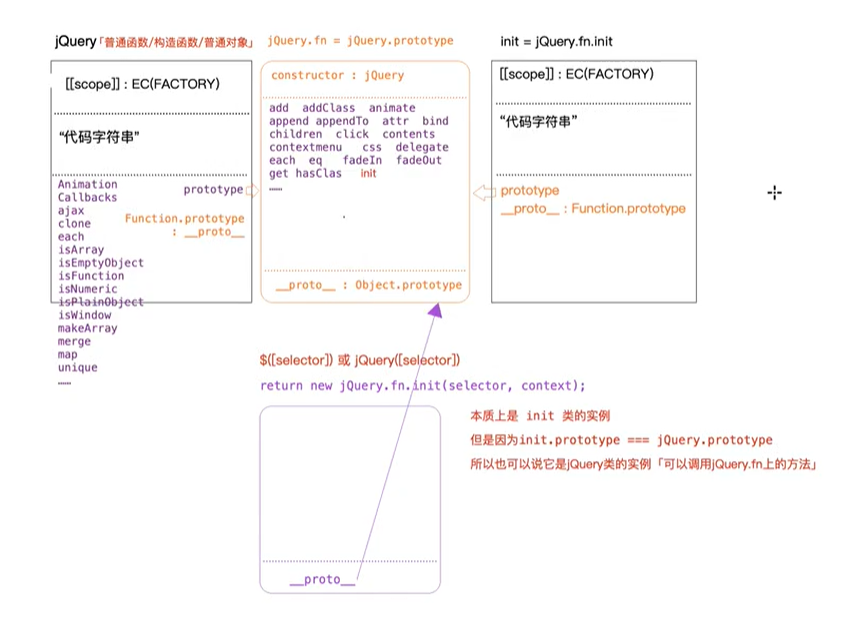 jQuery「普通函数/构造函数/普通对象」
[[scope]] : EC(FACTORY)
“代码字符串”
Animation
Callbacks
ajax
clone
each
isArray
isEmptyObject
isFunction
isNumeric
isPlainObject
isWindow
makeArray
merge
map
unique
……
prototype
Function.prototype
: __proto__
jQuery.fn = jQuery.prototype
constructor : jQuery
add addClass animate
append appendTo attr bind
children click contents
contextmenu css delegate
each eq fadeIn fadeOut
get hasClas init
……
__proto__ : Object.prototype
init = jQuery.fn.init
[[scope]] : EC(FACTORY)
“代码字符串”
prototype
__proto__ : Function.prototype
$([selector]) 或 jQuery([selector])
return new jQuery.fn.init(selector, context);
__proto__
本质上是 init 类的实例
但是因为init.prototype === jQuery.prototype
所以也可以说它是jQuery类的实例「可以调用jQuery.fn上的方法」